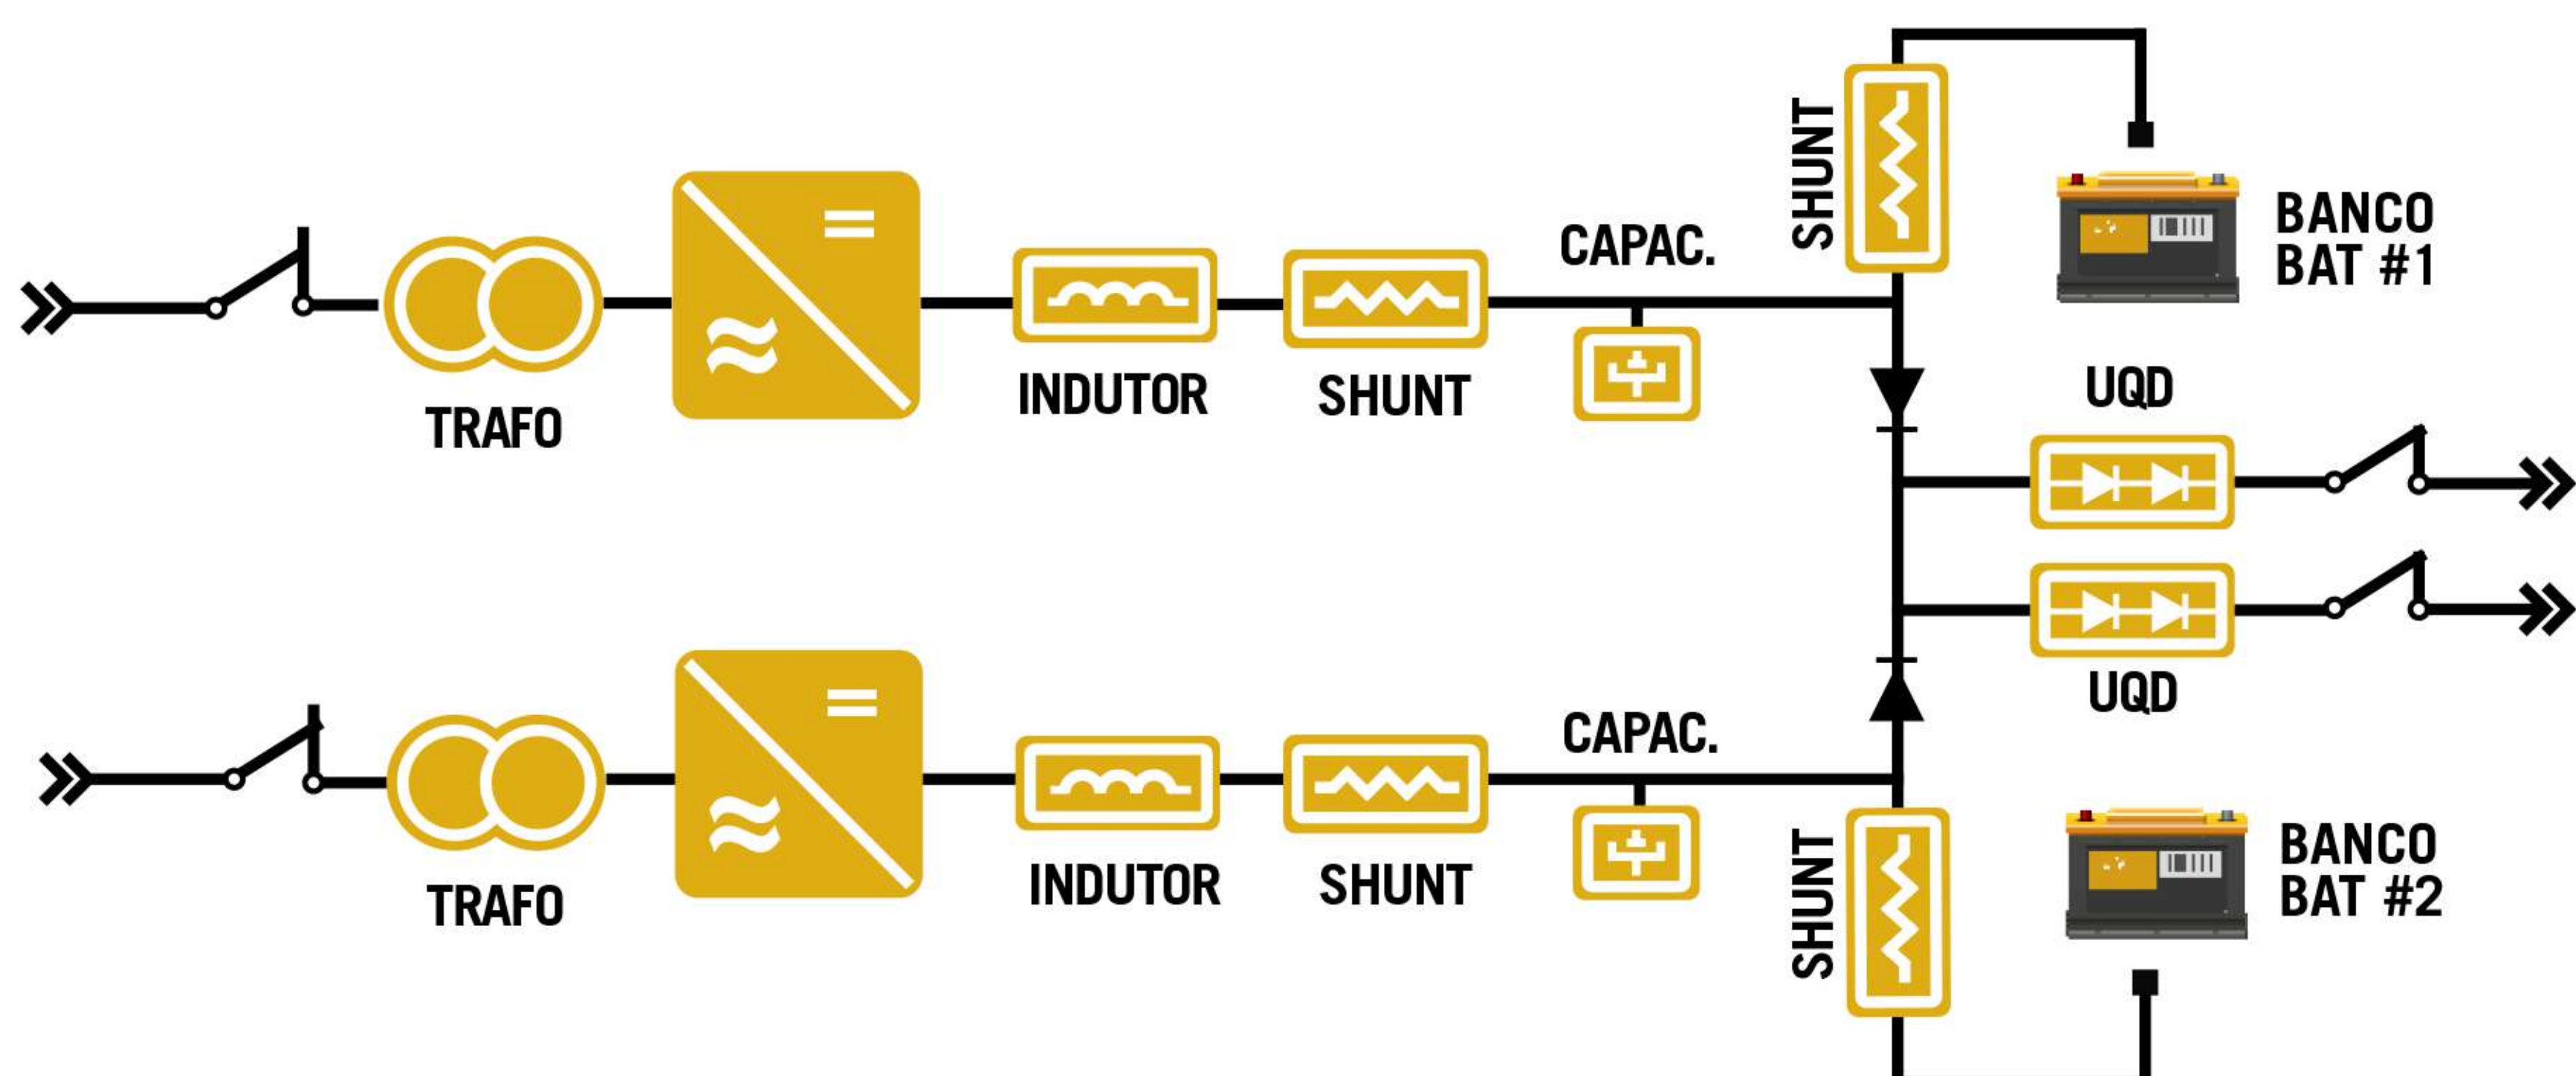 SHUNT
CAPAC.
BANCO
BAT #1
INDUTOR
SHUNT
TRAFO
UQD
UQD
CAPAC.
SHUNT
BANCO
BAT #2
INDUTOR
SHUNT
TRAFO